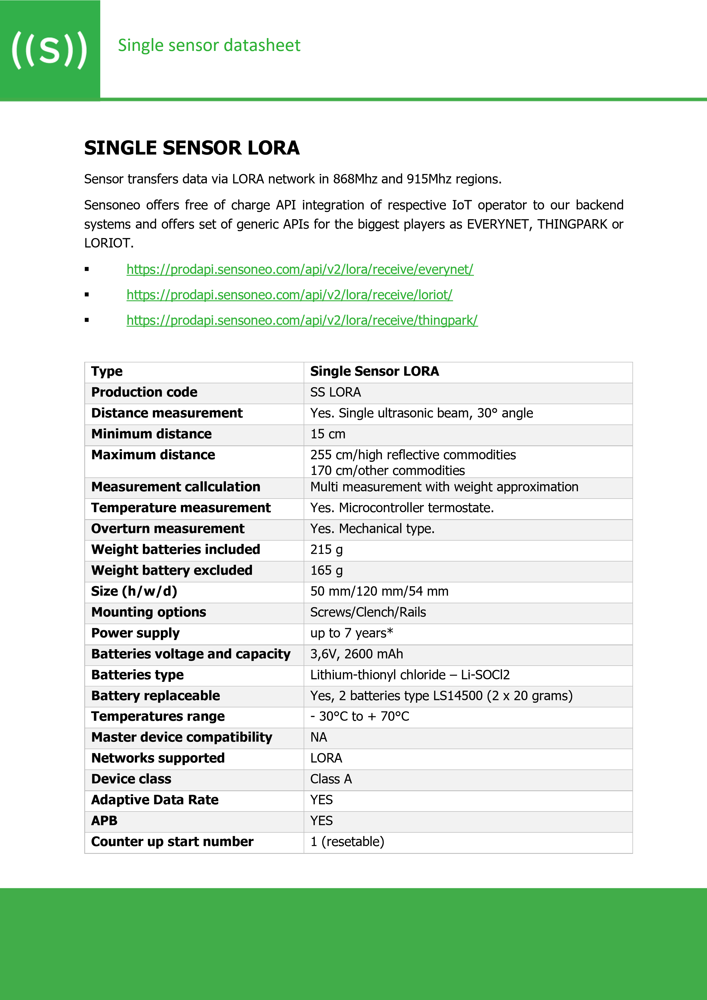 ((S))
Single sensor datasheet
SINGLE SENSOR LORA
Sensor transfers data via LORA network in 868Mhz and 915Mhz regions.
Sensoneo offers free of charge API integration of respective IoT operator to our backend
systems and offers set of generic APIs for the biggest players as EVERYNET, THINGPARK or
LORIOT.
▪ https://prodapi.sensoneo.com/api/v2/lora/receive/everynet/
▪ https://prodapi.sensoneo.com/api/v2/lora/receive/loriot/
▪ https://prodapi.sensoneo.com/api/v2/lora/receive/thingpark/
Type Single Sensor LORA
Production code SS LORA
Distance measurement Yes. Single ultrasonic beam, 30° angle
Minimum distance 15 cm
Maximum distance 255 cm/high reflective commodities
170 cm/other commodities
Measurement callculation Multi measurement with weight approximation
Temperature measurement Yes. Microcontroller termostate.
Overturn measurement Yes. Mechanical type.
Weight batteries included 215 g
Weight battery excluded 165 g
Size (h/w/d) 50 mm/120 mm/54 mm
Mounting options Screws/Clench/Rails
Power supply up to 7 years*
Batteries voltage and capacity 3,6V, 2600 mAh
Batteries type Lithium-thionyl chloride – Li-SOCl2
Battery replaceable Yes, 2 batteries type LS14500 (2 x 20 grams)
Temperatures range - 30°C to + 70°C
Master device compatibility NA
Networks supported LORA
Device class Class A
Adaptive Data Rate YES
APB YES
Counter up start number 1 (resetable)